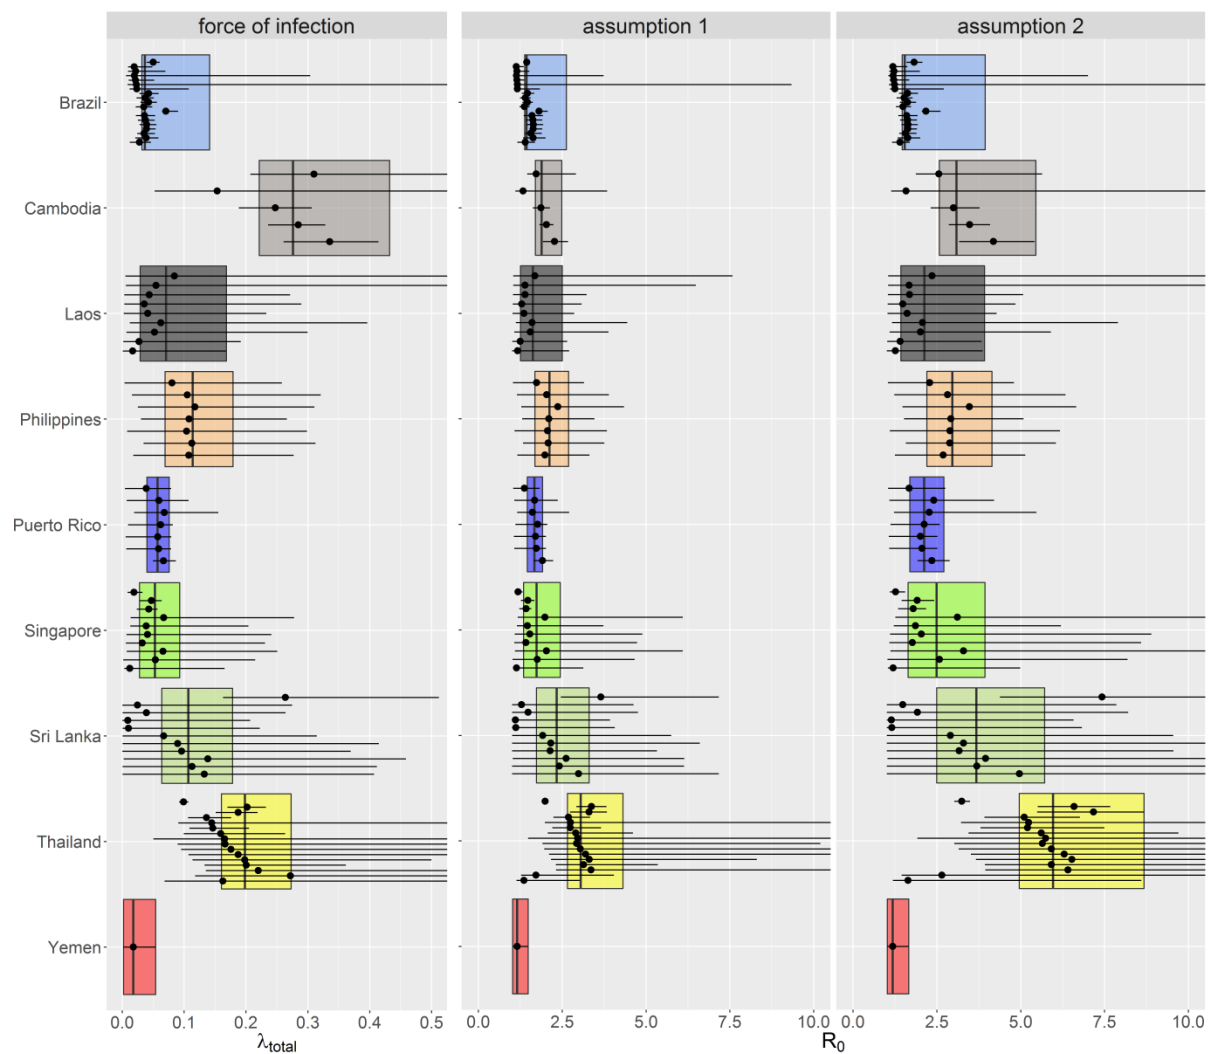 force of infection assumption 1 assumption 2
Brazil
Cambodia
Laos
Philippines
Puerto Rico
Singapore
Sri Lanka
Thailand
Yemen
0.0 0.1 0.2 0.3 0.4 0.5 0.0 2.5 5.0 7.5 10.0 0.0 2.5 5.0 7.5 10.0
λtotal R0